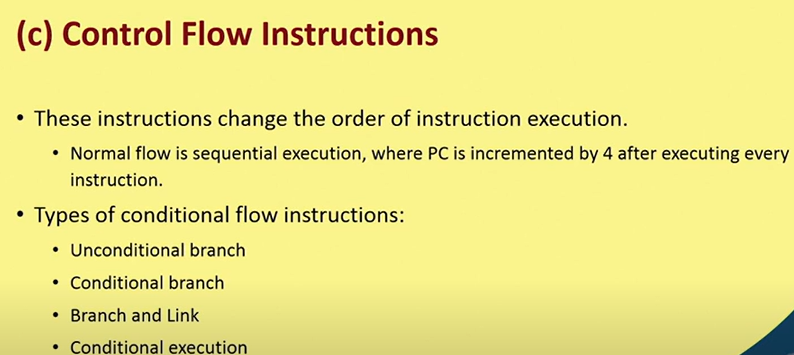 (c) Control Flow Instructions
• These instructions change the order of instruction execution.
• Normal flow is sequential execution, where PC is incremented by 4 after executing every
instruction.
• Types of conditional flow instructions:
• Unconditional branch
• Conditional branch
• Branch and Link
• Conditional execution